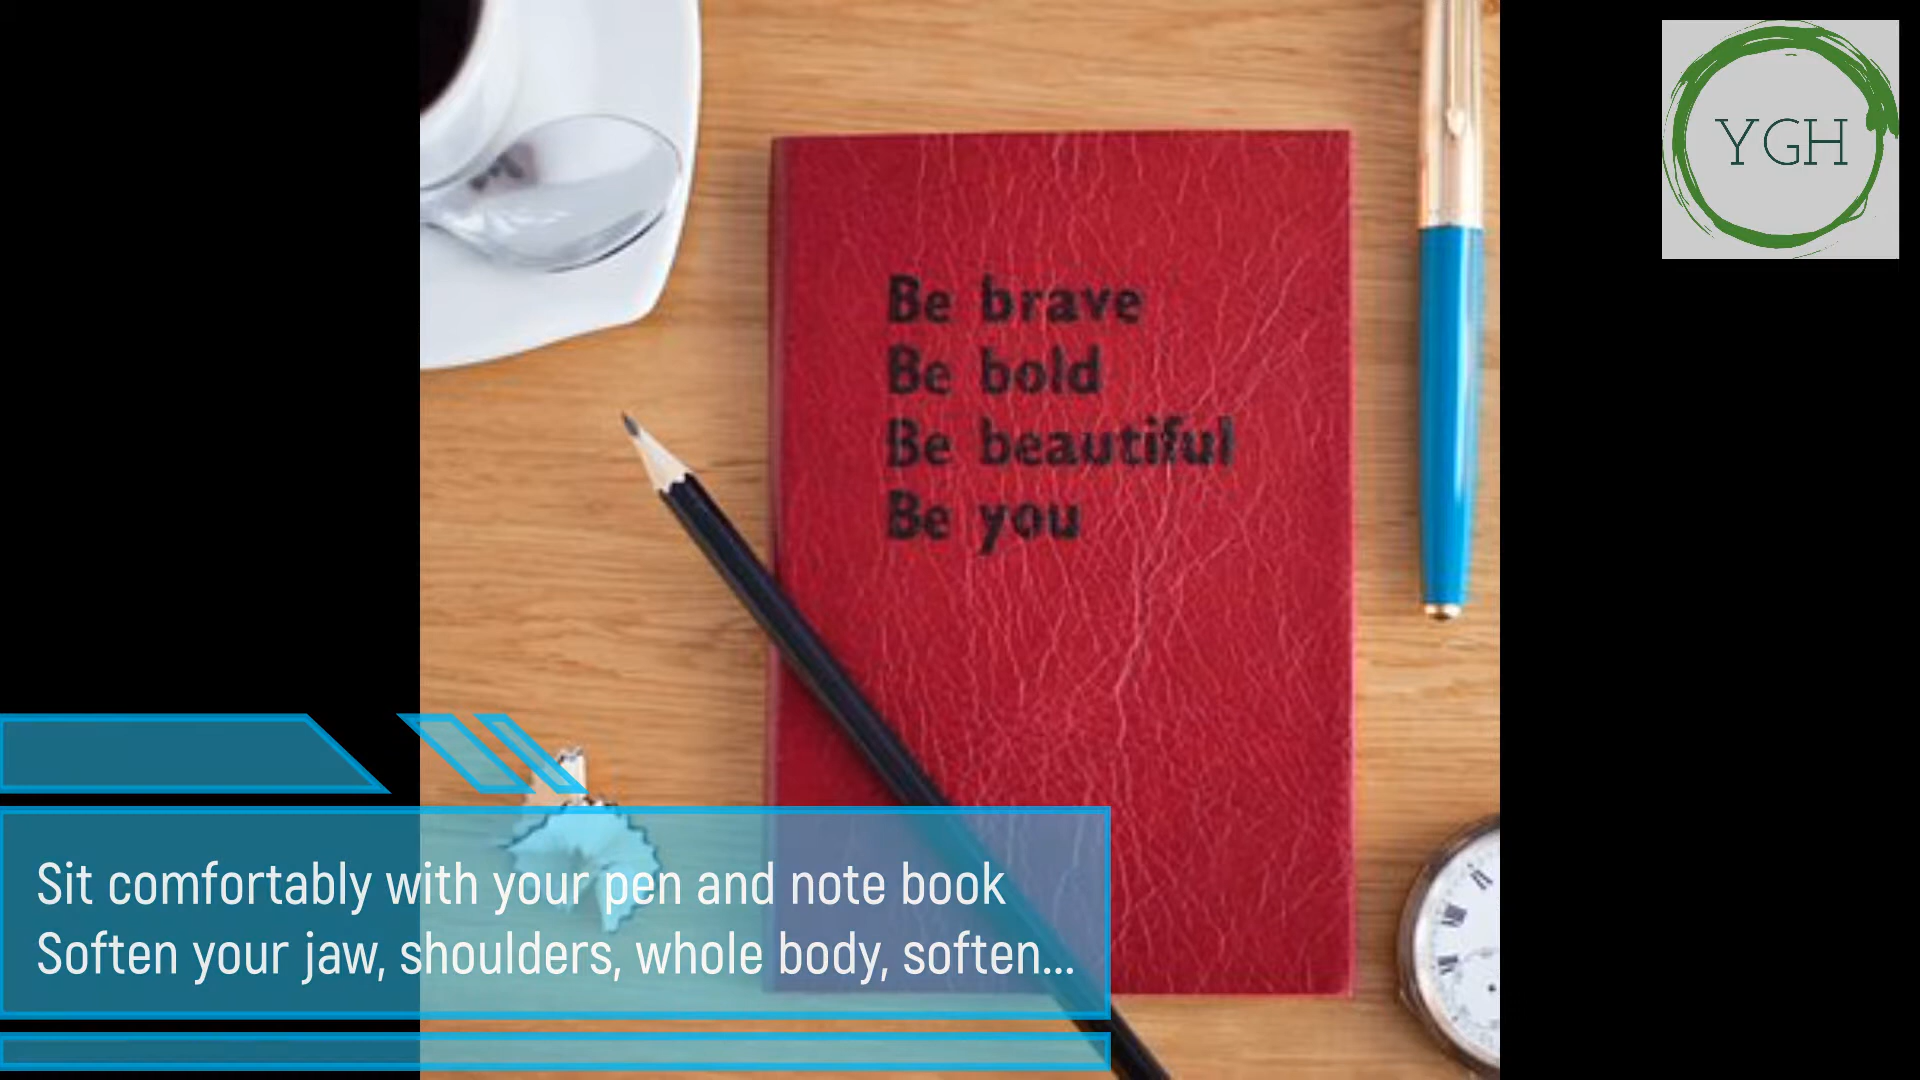 YGH
Be brave
Be bold
Be beautiful
Be you
Sit comfortably with your pen and note book
Soften your jaw, shoulders, whole body, soften...